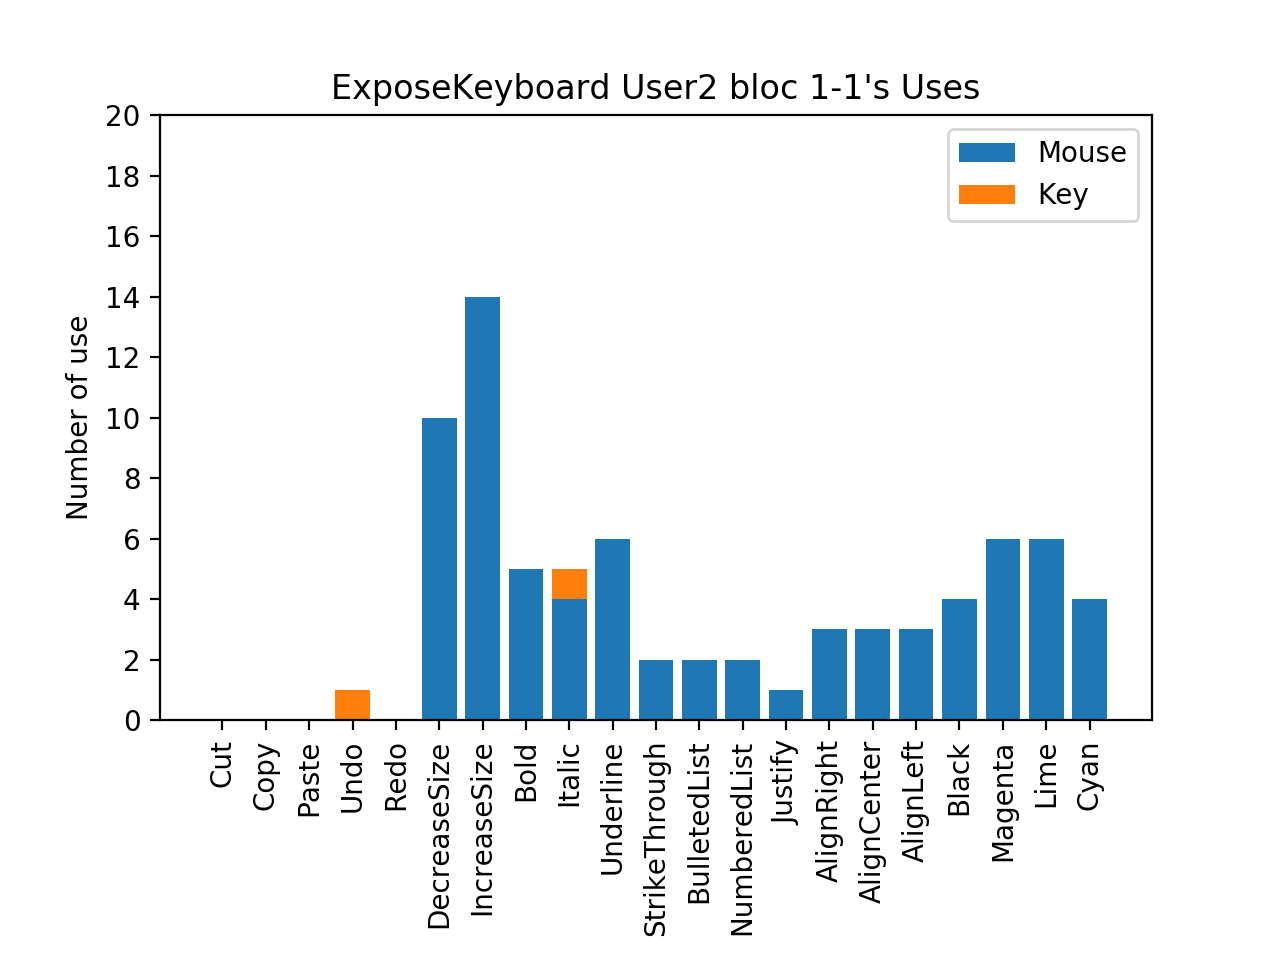 ExposeKeyboard User2 bloc 1-1's Uses
Mouse
Key
Number of use
20
18
16
14
12
10
8
6
4
2
0
Cut
Copy
Paste
Undo
Redo
DecreaseSize
IncreaseSize
Bold
Italic
Underline
StrikeThrough
BulletedList
NumberedList
Justify
AlignRight
AlignCenter
AlignLeft
Black
Magenta
Lime
Cyan